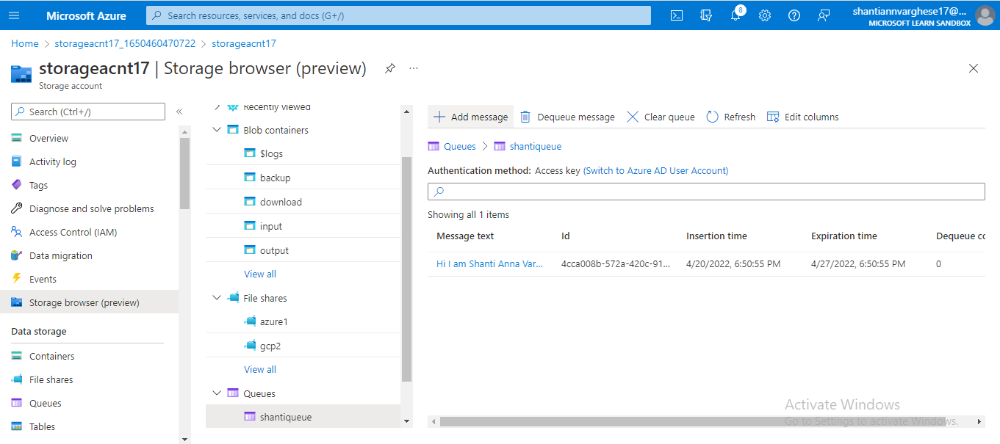 Microsoft Azure
Search resources, services, and docs (G+/)
8
shantiannvarghese17@...
MICROSOFT LEARN SANDBOX
Home > storageacnt17_1650460470722 > storageacnt17
storageacnt17 | Storage browser (preview) ...
Storage account
Search (Ctrl+/) «
Overview
Activity log
Tags
Diagnose and solve problems
Access Control (IAM)
Data migration
Events
Storage browser (preview)
Data storage
Containers
File shares
Queues
Tables
Recently viewed
Blob containers
$logs
backup
download
input
output
View all
File shares
azure1
gcp2
View all
Queues
shantiqueue
Add message Dequeue message Clear queue Refresh Edit columns
Queues > shantiqueue
Authentication method: Access key (Switch to Azure AD User Account)
Showing all 1 items
Message text Id Insertion time Expiration time Dequeue cc
Hi I am Shanti Anna Var... 4cca008b-572a-420c-91... 4/20/2022, 6:50:55 PM 4/27/2022, 6:50:55 PM 0
Activate Windows
Go to Settings to activate Windows.